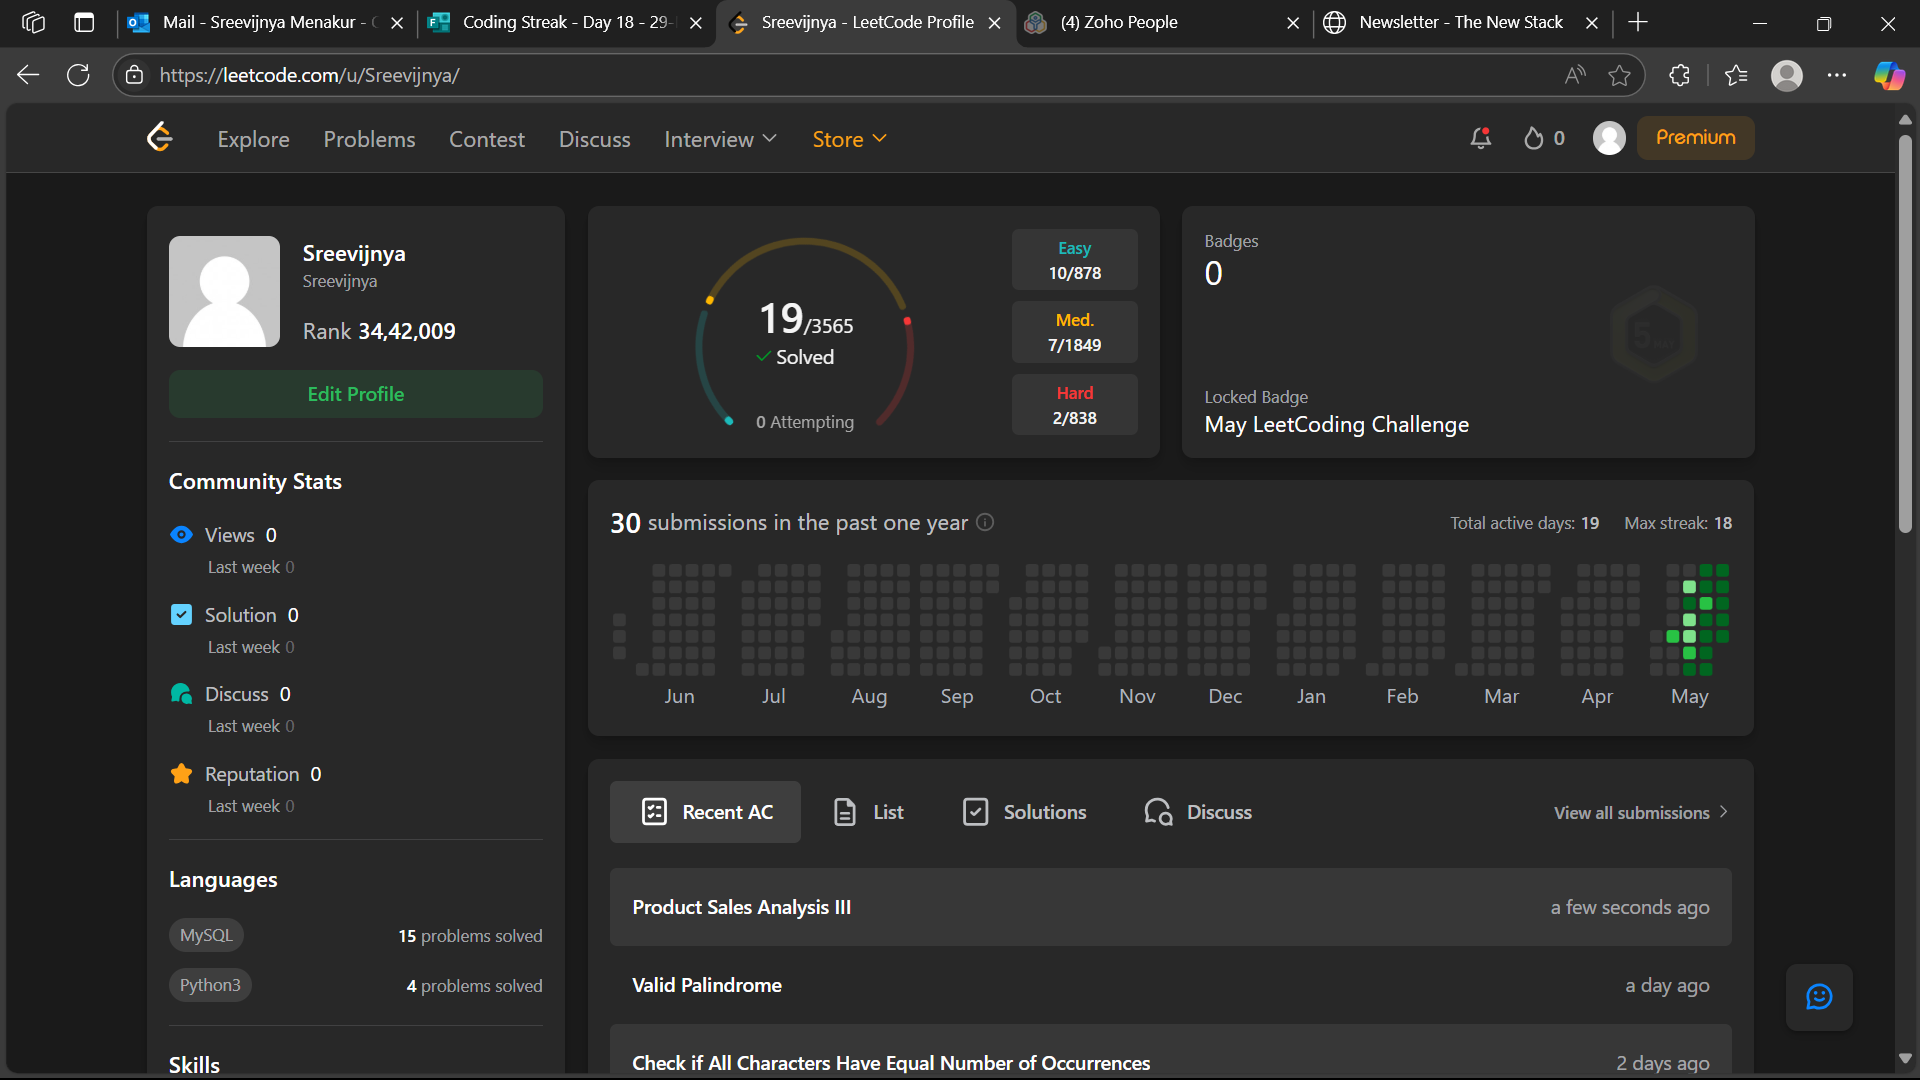 Mail - Sreevijnya Menakur - 
Coding Streak - Day 18 - 29-
Sreevijnya - LeetCode Profile
(4) Zoho People
Newsletter - The New Stack
https://leetcode.com/u/Sreevijnya/
Explore
Problems
Contest
Discuss
Interview
Store
0
Premium
Sreevijnya
Sreevijnya
Rank 34,42,009
Edit Profile
Community Stats
Views 0
Last week 0
Solution 0
Last week 0
Discuss 0
Last week 0
Reputation 0
Last week 0
Languages
MySQL
15 problems solved
Python3
4 problems solved
Skills
19/3565
Solved
0 Attempting
Easy
10/878
Med.
7/1849
Hard
2/838
Badges
0
Locked Badge
May LeetCoding Challenge
30 submissions in the past one year
Total active days: 19
Max streak: 18
Jun
Jul
Aug
Sep
Oct
Nov
Dec
Jan
Feb
Mar
Apr
May
Recent AC
List
Solutions
Discuss
View all submissions
Product Sales Analysis III
a few seconds ago
Valid Palindrome
a day ago
Check if All Characters Have Equal Number of Occurrences
2 days ago